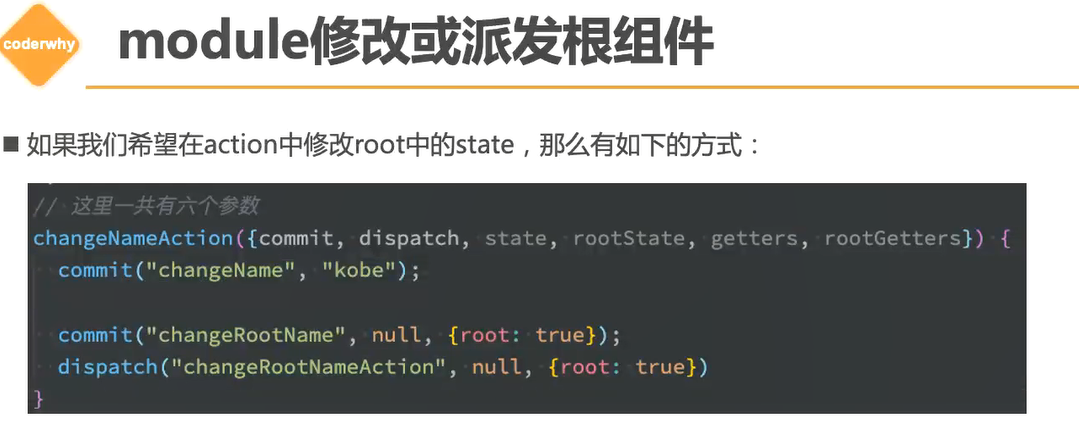 coderwhy
module修改或派发根组件
■ 如果我们希望在action中修改root中的state，那么有如下的方式：
// 这里一共有六个参数
changeNameAction({commit, dispatch, state, rootState, getters, rootGetters}) {
commit("changeName", "kobe");
commit("changeRootName", null, {root: true});
dispatch("changeRootNameAction", null, {root: true})
}